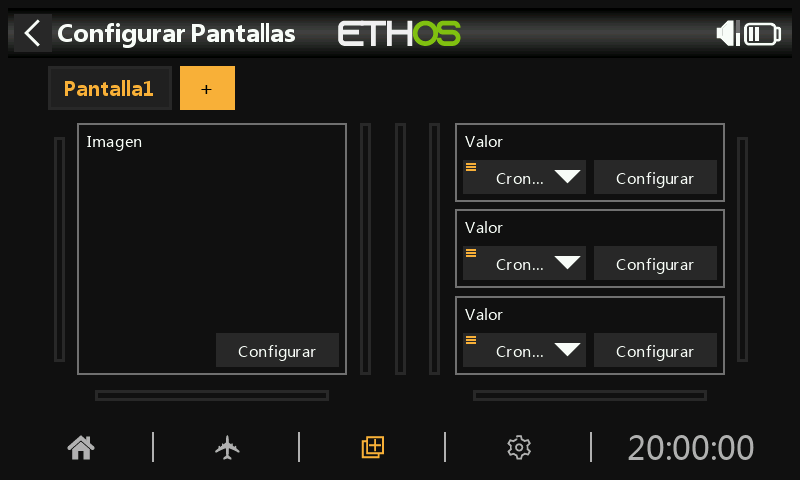 Configurar Pantallas
ETHOS
Pantalla1
+
Imagen
Configurar
Valor
Cron...
Configurar
Valor
Cron...
Configurar
Valor
Cron...
Configurar
20:00:00